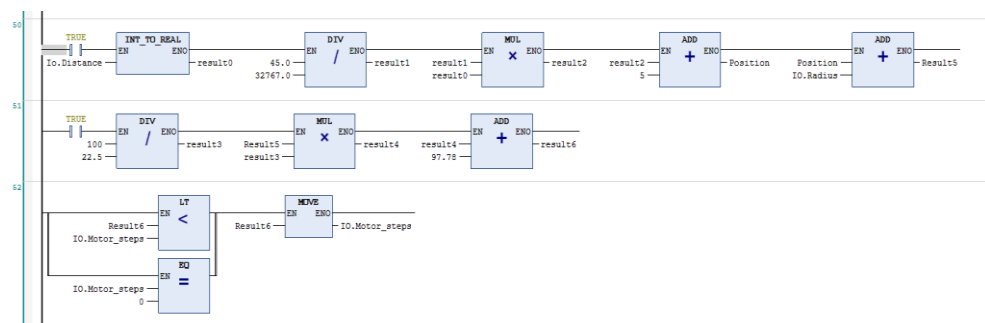 50
TRUE
INT_TO_REAL DIV MUL ADD ADD
EN ENO EN ENO EN ENO EN ENO EN ENO
/ × + +
Io.Distance result0 45.0 result1 result1 result2 result2 Position Position Result5
32767.0 result0 5 IO.Radius
51
TRUE
DIV MUL ADD
EN ENO EN ENO EN ENO
/ × +
100 result3 Result5 result4 result4 result6
22.5 result3 97.78
52
LT MOVE
EN EN ENO
<
Result6 Result6 IO.Motor_steps
IO.Motor_steps
EQ
EN
=
IO.Motor_steps
0